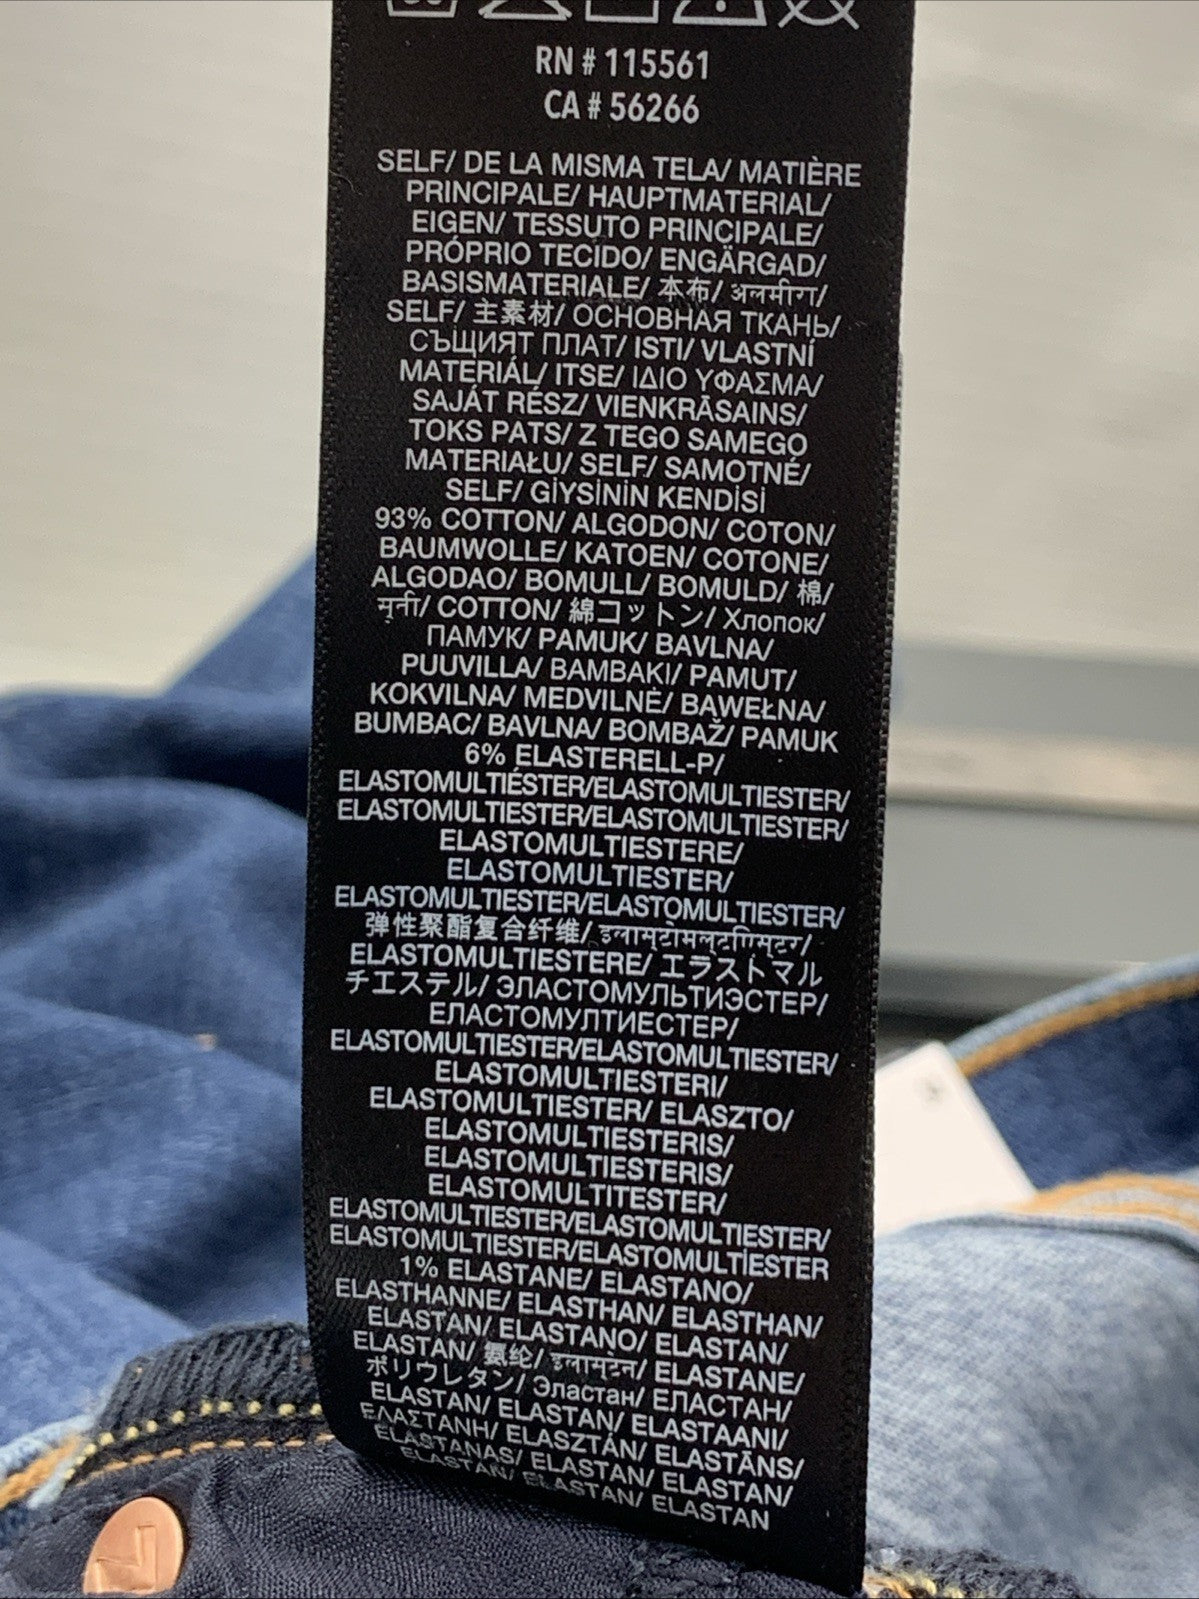 RN # 115561
CA # 56266
SELF/ DE LA MISMA TELA/ MATIÈRE
PRINCIPALE/ HAUPTMATERIAL/
EIGEN/ TESSUTO PRINCIPALE/
PRÓPRIO TECIDO/ ENGÄRGAD/
BASISMATERIALE/ 本布/
SELF/ 主素材/ ОСНОВНАЯ ТКАНЬ/
СЪЩИЯТ ПЛАТ/ ISTI/ VLASTNÍ
MATERIÁL/ ITSE/ ΙΔΙΟ ΥΦΑΣΜΑ/
SAJÁT RÉSZ/ VIENKRĀSAINS/
TOKS PATS/ Z TEGO SAMEGO
MATERIAŁU/ SELF/ SAMOTNÉ/
SELF/ GİYSİNİN KENDİSİ
93% COTTON/ ALGODON/ COTON/
BAUMWOLLE/ KATOEN/ COTONE/
ALGODAO/ BOMULL/ BOMULD/ 棉/
COTTON/ 綿コットン/ Хлопок/
ПАМУК/ PAMUK/ BAVLNA/
PUUVILLA/ BAMBAKI/ PAMUT/
KOKVILNA/ MEDVILNĖ/ BAWEŁNA/
BUMBAC/ BAVLNA/ BOMBAŽ/ PAMUK
6% ELASTERELL-P/
ELASTOMULTIÉSTER/ELASTOMULTIESTER/
ELASTOMULTIESTER/ELASTOMULTIESTER/
ELASTOMULTIESTERE/
ELASTOMULTIESTER/
ELASTOMULTIESTER/ELASTOMULTIESTER/
弹性聚酯复合纤维/
ELASTOMULTIESTERE/ エラストマル
チエステル/ ЭЛАСТОМУЛЬТИЭСТЕР/
ЕЛАСТОМУЛТИЕСТЕР/
ELASTOMULTIESTER/ELASTOMULTIESTER/
ELASTOMULTIESTERI/
ELASTOMULTIESTER/ ELASZTO/
ELASTOMULTIESTERIS/
ELASTOMULTIESTERIS/
ELASTOMULTITESTER/
ELASTOMULTIESTER/ELASTOMULTIESTER/
ELASTOMULTIESTER/ELASTOMULTİESTER
1% ELASTANE/ ELASTANO/
ELASTHANNE/ ELASTHAN/ ELASTHAN/
ELASTAN/ ELASTANO/ ELASTAN/
ELASTAN/ 氨纶/ ELASTANE/
ポリウレタン/ Эластан/ ЕЛАСТАН/
ELASTAN/ ELASTAN/ ELASTAANI/
ΕΛΑΣΤΑΝΗ/ ELASZTÁN/ ELASTĀNS/
ELASTANAS/ ELASTAN/ ELASTAN/
ELASTAN/ ELASTAN/ ELASTAN